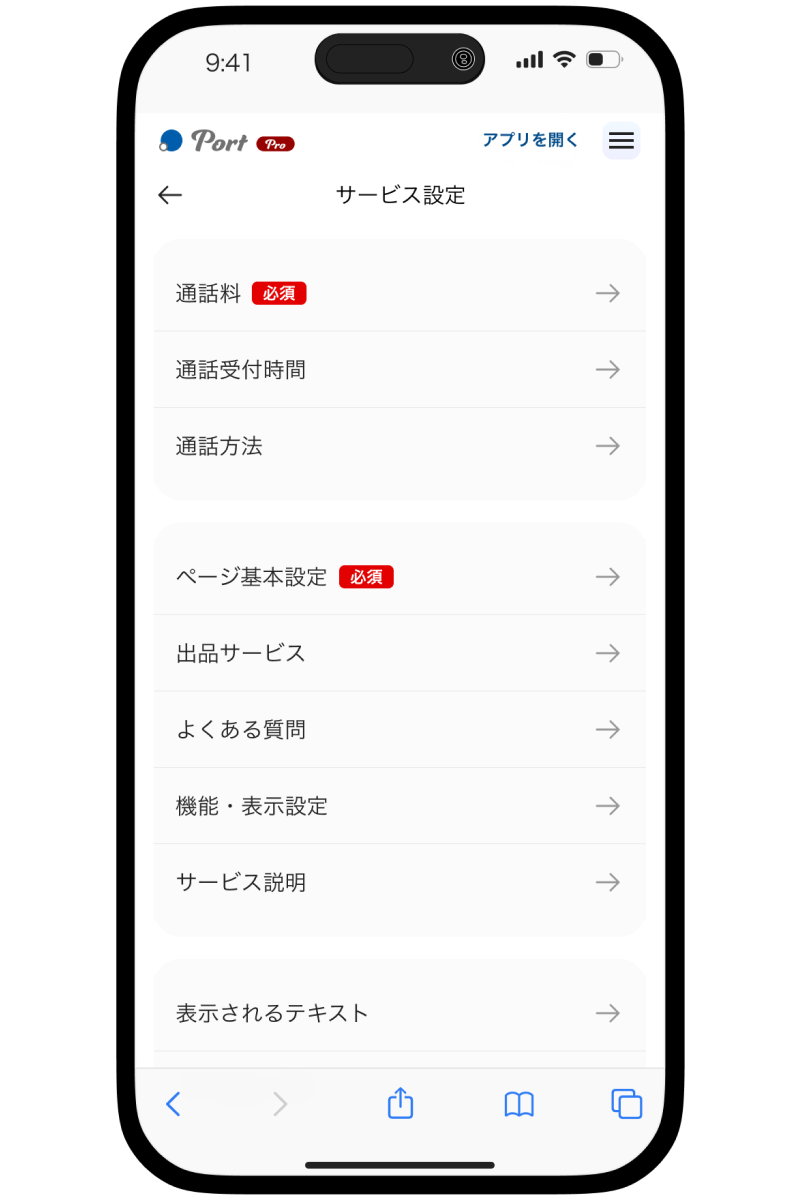 9:41
Port Pro
アプリを開く
サービス設定
通話料 必須
通話受付時間
通話方法
ページ基本設定 必須
出品サービス
よくある質問
機能・表示設定
サービス説明
表示されるテキスト